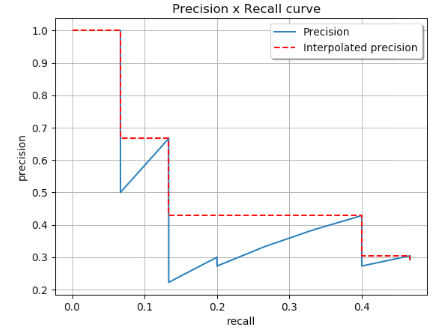 Precision x Recall curve
Precision
Interpolated precision
precision
1.0
0.9
0.8
0.7
0.6
0.5
0.4
0.3
0.2
0.0 0.1 0.2 0.3 0.4
recall